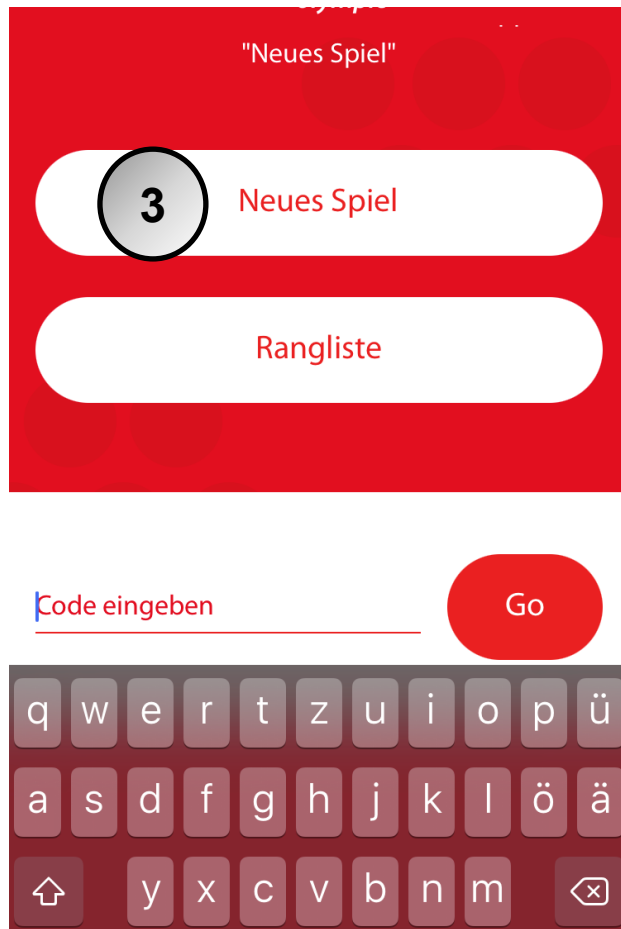 "Neues Spiel"
3
Neues Spiel
Rangliste
Code eingeben
Go
q w e r t z u i o p ü
a s d f g h j k l ö ä
y x c v b n m